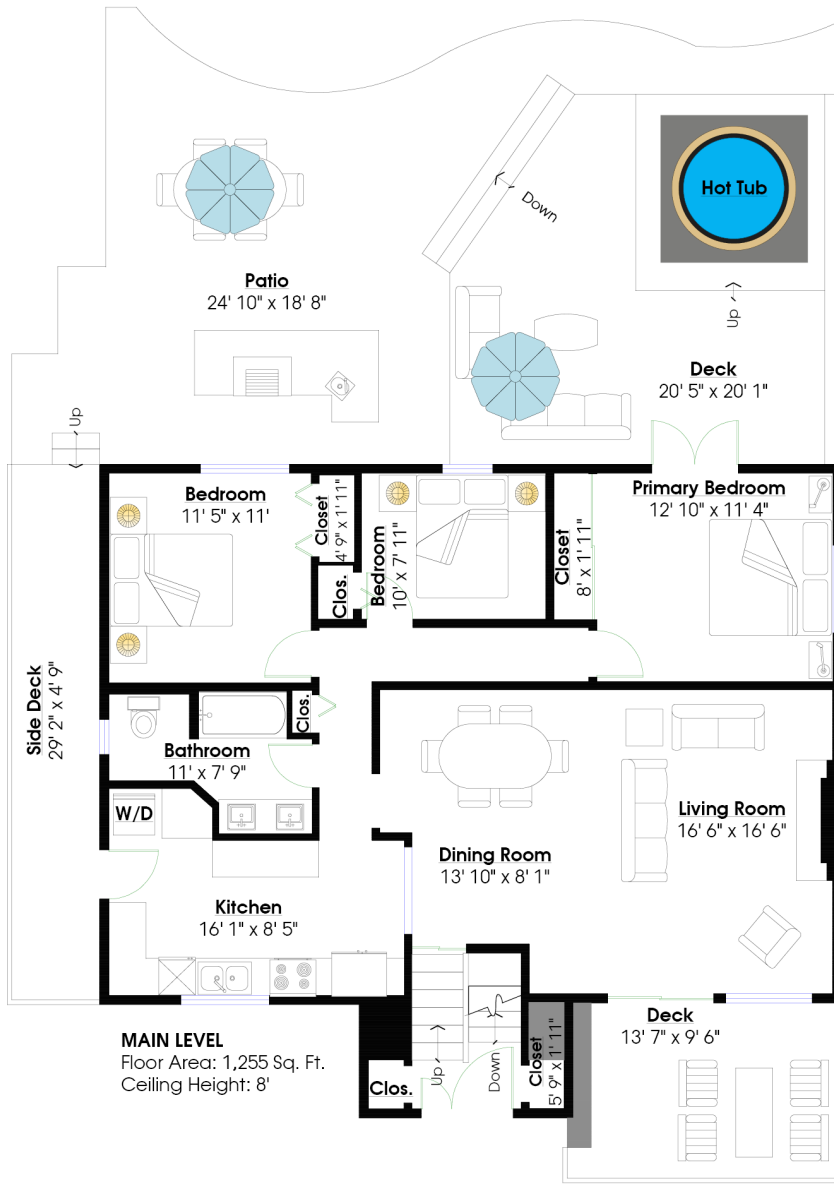 Hot Tub
Down
Patio
24' 10" x 18' 8"
Up
Deck
20' 5" x 20' 1"
Up
Bedroom
11' 5" x 11'
Closet
4' 9" x 1' 11"
Clos.
Bedroom
10' x 7' 11"
Closet
8' x 1' 11"
Primary Bedroom
12' 10" x 11' 4"
Side Deck
29' 2" x 4' 9"
Clos.
Bathroom
11' x 7' 9"
W/D
Living Room
16' 6" x 16' 6"
Dining Room
13' 10" x 8' 1"
Kitchen
16' 1" x 8' 5"
Deck
13' 7" x 9' 6"
MAIN LEVEL
Floor Area: 1,255 Sq. Ft.
Ceiling Height: 8'
Clos.
Up
Down
Closet
5' 9" x 1' 11"